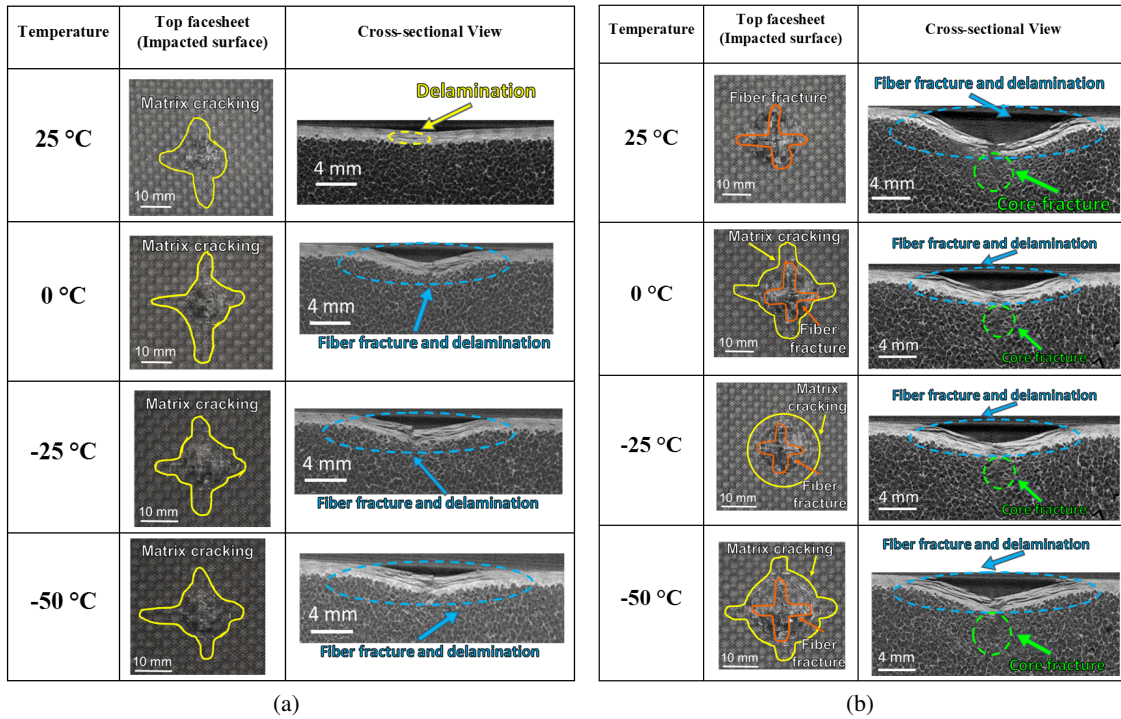 Temperature
Top facesheet
(Impacted surface)
Cross-sectional View
25 °C
Matrix cracking
10 mm
Delamination
4 mm
0 °C
Matrix cracking
10 mm
4 mm
Fiber fracture and delamination
-25 °C
Matrix cracking
10 mm
4 mm
Fiber fracture and delamination
-50 °C
Matrix cracking
10 mm
4 mm
Fiber fracture and delamination
(a)
Temperature
Top facesheet
(Impacted surface)
Cross-sectional View
25 °C
Fiber fracture
10 mm
Fiber fracture and delamination
4 mm
Core fracture
0 °C
Matrix cracking
Fiber
fracture
10 mm
Fiber fracture and delamination
4 mm
Core fracture
-25 °C
Matrix
cracking
Fiber
fracture
10 mm
Fiber fracture and delamination
4 mm
Core fracture
-50 °C
Matrix cracking
Fiber
fracture
10 mm
Fiber fracture and delamination
4 mm
Core fracture
(b)